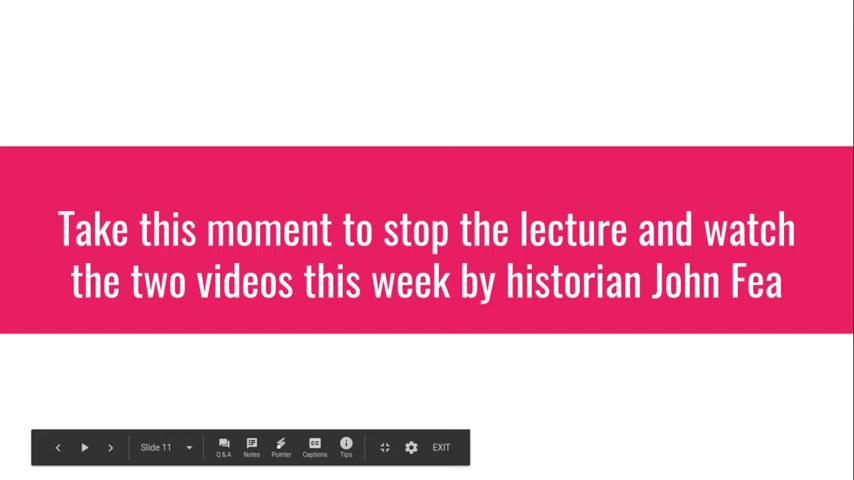 Take this moment to stop the lecture and watch
the two videos this week by historian John Fea
Slide 11
Q & A
Notes
Pointer
CC
Captions
Tips
EXIT